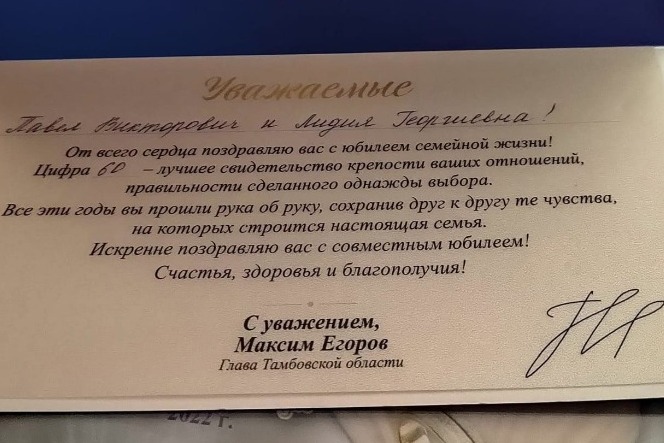 Уважаемые
Павел Викторович и Лидия Георгиевна!
От всего сердца поздравляю вас с юбилеем семейной жизни!
Цифра 60 – лучшее свидетельство крепости ваших отношений,
правильности сделанного однажды выбора.
Все эти годы вы прошли рука об руку, сохранив друг к другу те чувства,
на которых строится настоящая семья.
Искренне поздравляю вас с совместным юбилеем!
Счастья, здоровья и благополучия!
С уважением,
Максим Егоров
Глава Тамбовской области
2022 г.